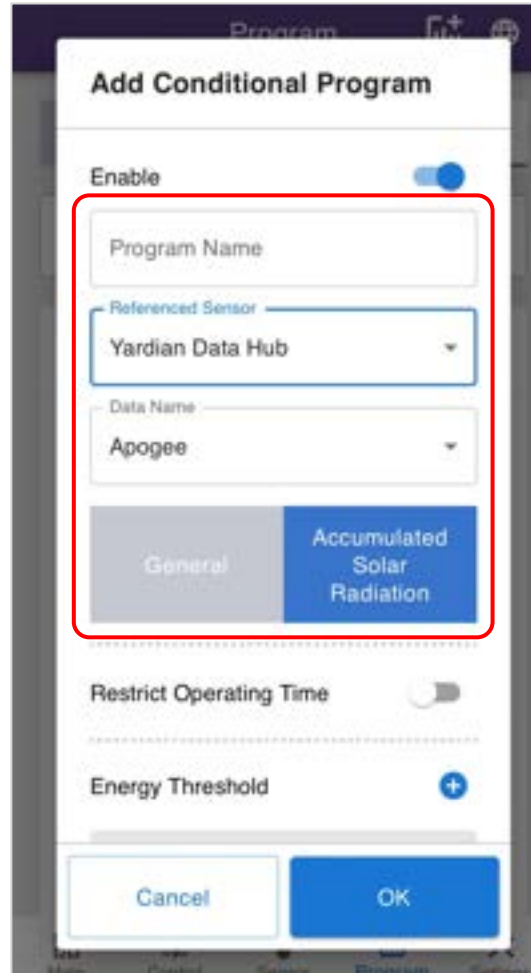 Program
Add Conditional Program
Enable
Program Name
Referenced Sensor
Yardian Data Hub
Data Name
Apogee
General
Accumulated
Solar
Radiation
Restrict Operating Time
Energy Threshold
Cancel
OK
Program